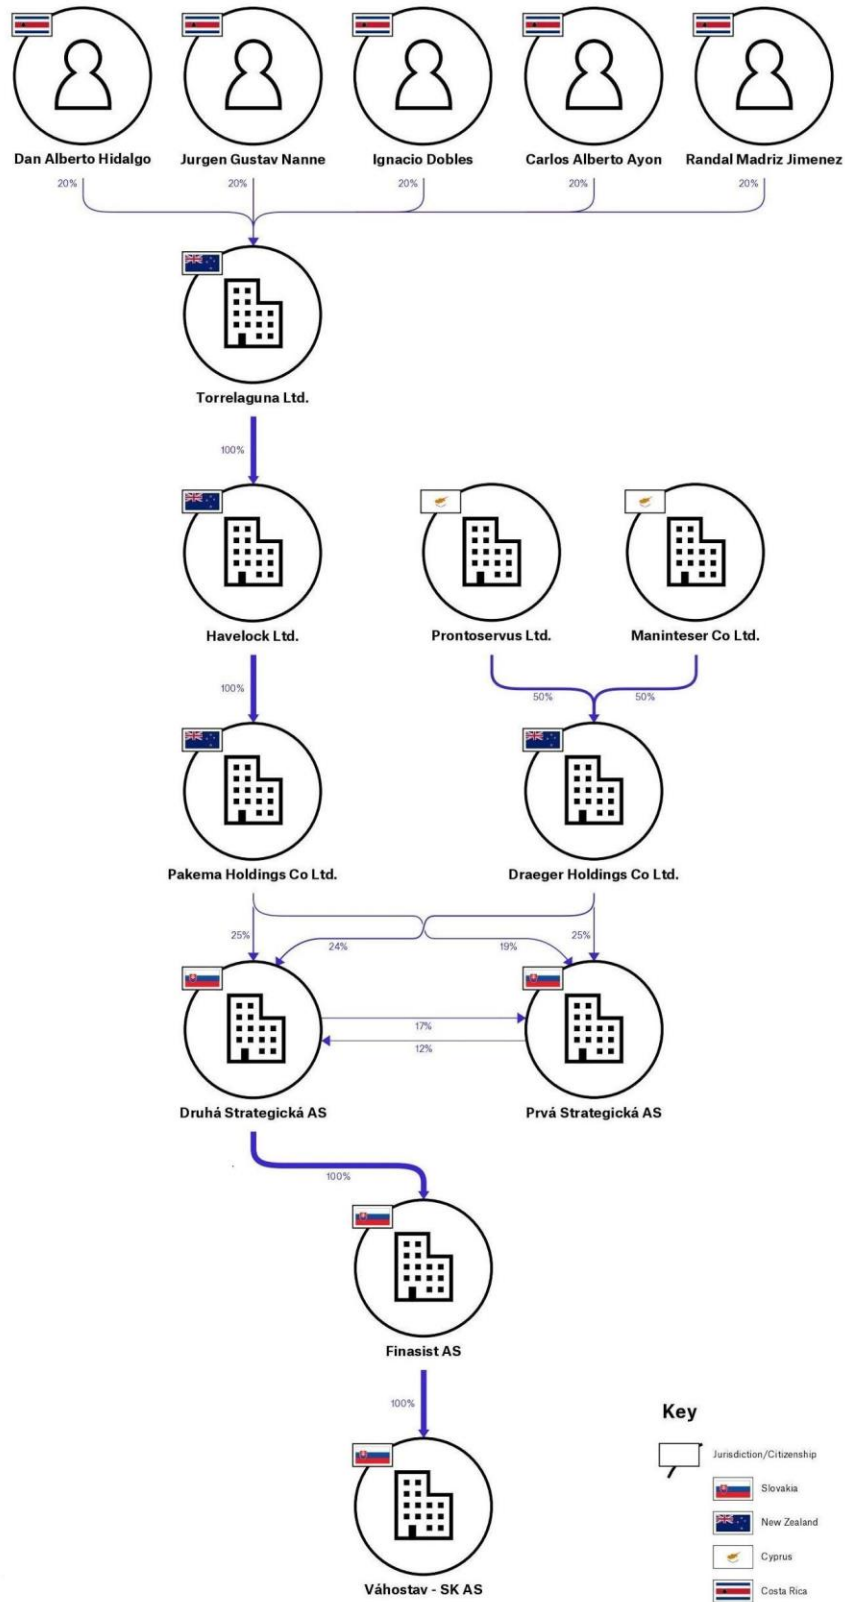 Dan Alberto Hidalgo
Jurgen Gustav Nanne
Ignacio Dobles
Carlos Alberto Ayon
Randal Madriz Jimenez
20%
20%
20%
20%
20%
Torrelaguna Ltd.
100%
Havelock Ltd.
Prontoservus Ltd.
Maninteser Co Ltd.
100%
50%
50%
Pakema Holdings Co Ltd.
Draeger Holdings Co Ltd.
25%
24%
19%
25%
17%
12%
Druhá Strategická AS
Prvá Strategická AS
100%
Finasist AS
100%
Váhostav - SK AS
Key
Jurisdiction/Citizenship
Slovakia
New Zealand
Cyprus
Costa Rica